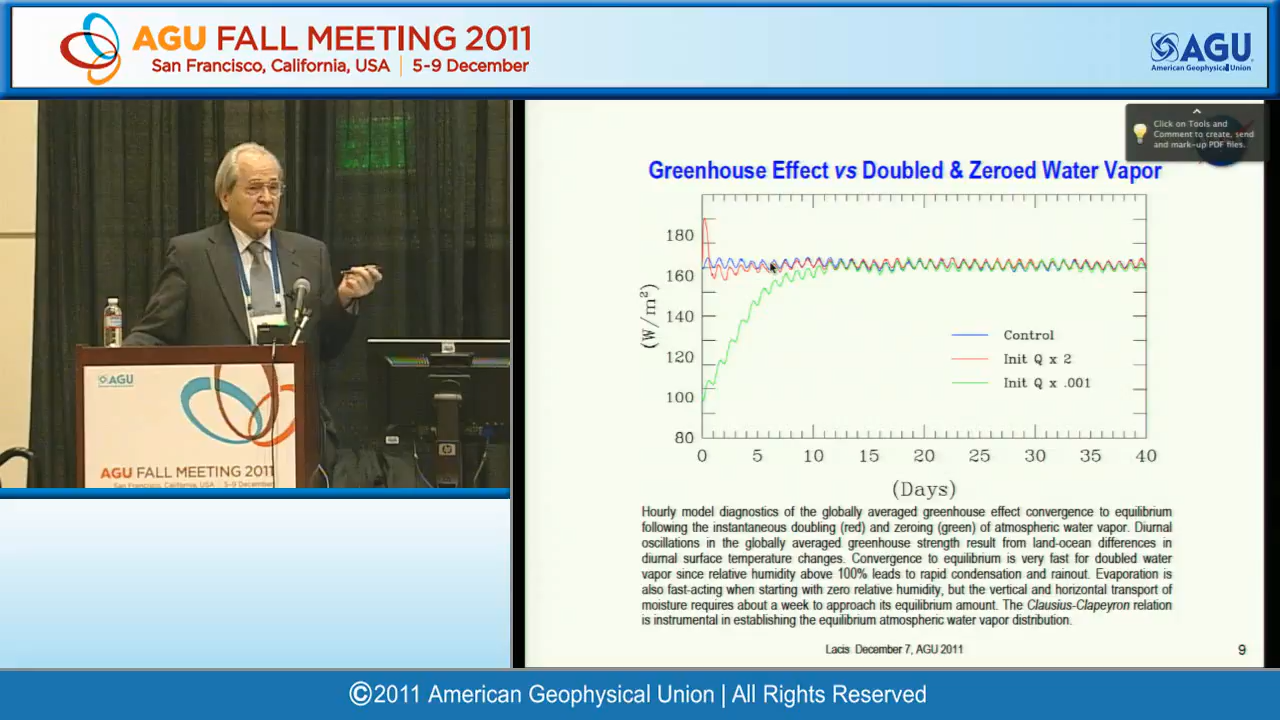 AGU FALL MEETING 2011
San Francisco, California, USA | 5-9 December
AGU
American Geophysical Union
Click on Tools and
Comment to create, send
and mark-up PDF files.
Greenhouse Effect vs Doubled & Zeroed Water Vapor
180
160
140
120
100
80
(W/m²)
Control
Init Q x 2
Init Q x .001
0 5 10 15 20 25 30 35 40
(Days)
Hourly model diagnostics of the globally averaged greenhouse effect convergence to equilibrium
following the instantaneous doubling (red) and zeroing (green) of atmospheric water vapor. Diurnal
oscillations in the globally averaged greenhouse strength result from land-ocean differences in
diurnal surface temperature changes. Convergence to equilibrium is very fast for doubled water
vapor since relative humidity above 100% leads to rapid condensation and rainout. Evaporation is
also fast-acting when starting with zero relative humidity, but the vertical and horizontal transport of
moisture requires about a week to approach its equilibrium amount. The Clausius-Clapeyron relation
is instrumental in establishing the equilibrium atmospheric water vapor distribution.
Lacis December 7, AGU 2011
9
AGU
AGU FALL MEETING 2011
San Francisco, California, USA | 5-9 December
hp
©2011 American Geophysical Union | All Rights Reserved